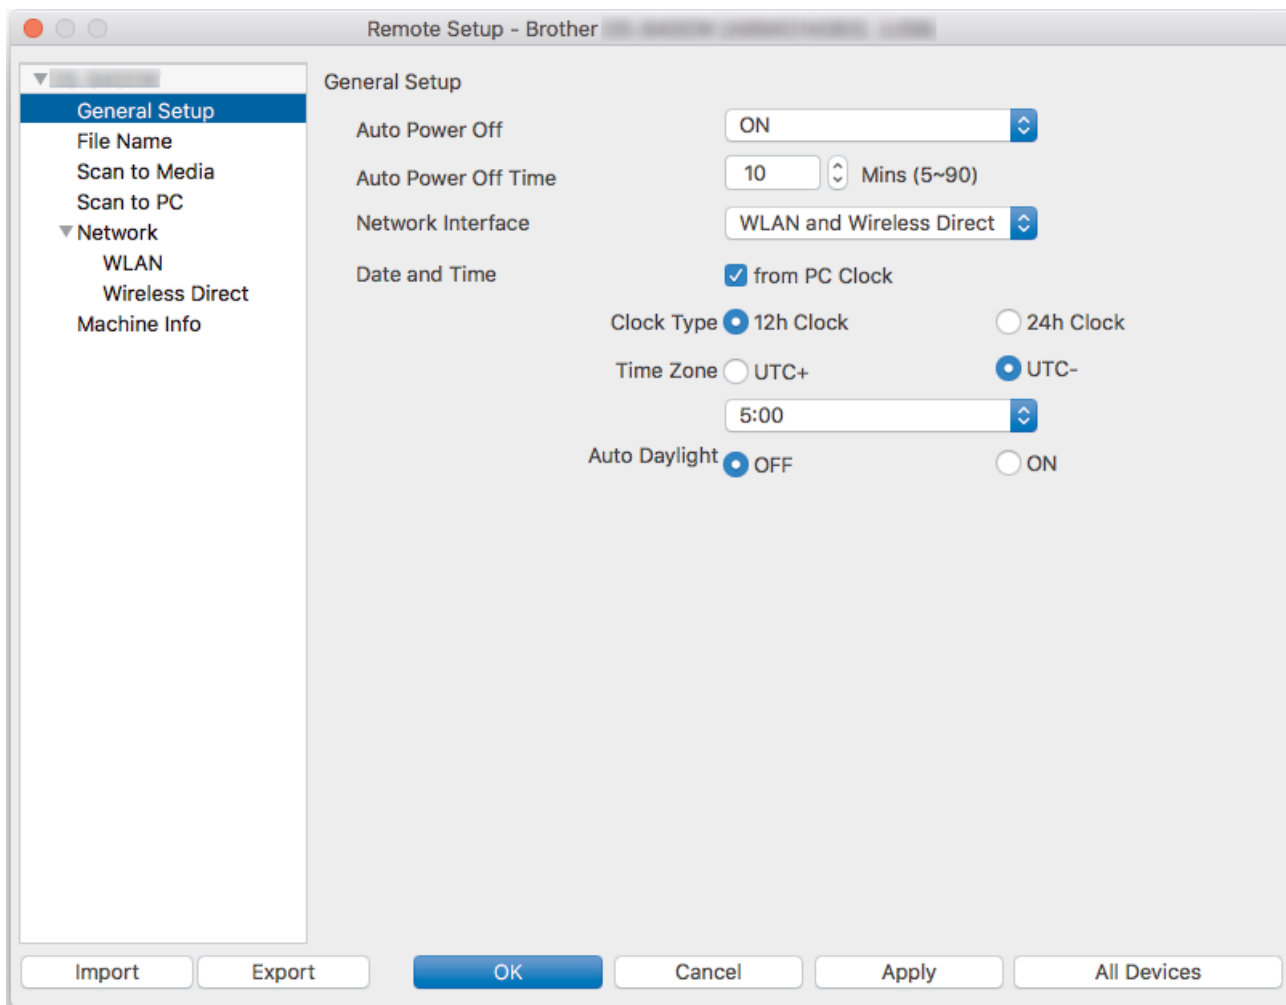 Remote Setup - Brother
General Setup
File Name
Scan to Media
Scan to PC
Network
WLAN
Wireless Direct
Machine Info
General Setup
Auto Power Off ON
Auto Power Off Time 10 Mins (5~90)
Network Interface WLAN and Wireless Direct
Date and Time from PC Clock
Clock Type 12h Clock 24h Clock
Time Zone UTC+ UTC-
5:00
Auto Daylight OFF ON
Import Export OK Cancel Apply All Devices